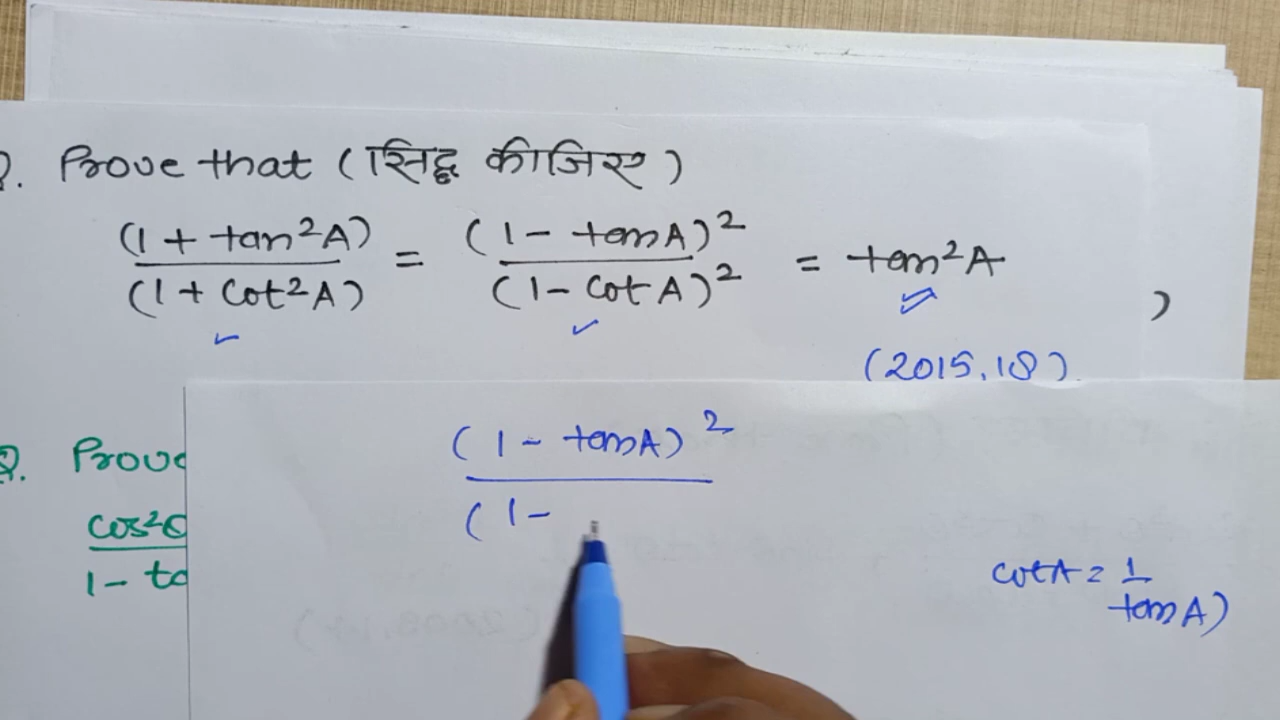 Q. Prove that (सिद्ध कीजिए)
(1 + tan²A) / (1 + cot²A) = (1 - tanA)² / (1 - cotA)² = tan²A
(2015, 18)
(1 - tanA)²
(1 -
cotA = 1 / tanA)
Q. Prove
cos²θ
1 - ta